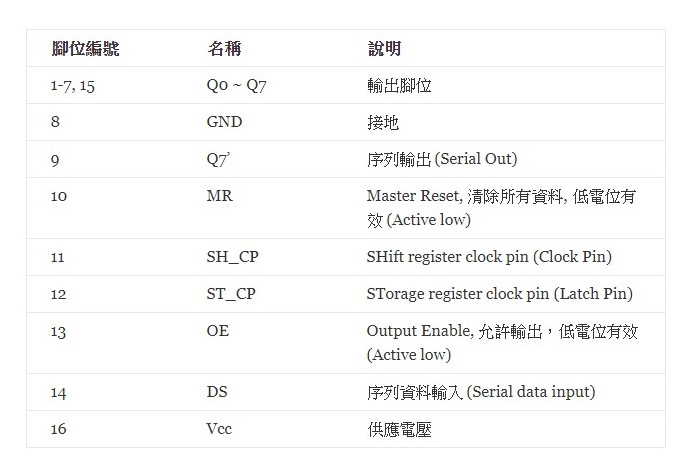 腳位編號 名稱 說明
1-7, 15 Q0 ~ Q7 輸出腳位
8 GND 接地
9 Q7’ 序列輸出 (Serial Out)
10 MR Master Reset, 清除所有資料, 低電位有
效 (Active low)
11 SH_CP SHift register clock pin (Clock Pin)
12 ST_CP STorage register clock pin (Latch Pin)
13 OE Output Enable, 允許輸出，低電位有效
(Active low)
14 DS 序列資料輸入 (Serial data input)
16 Vcc 供應電壓